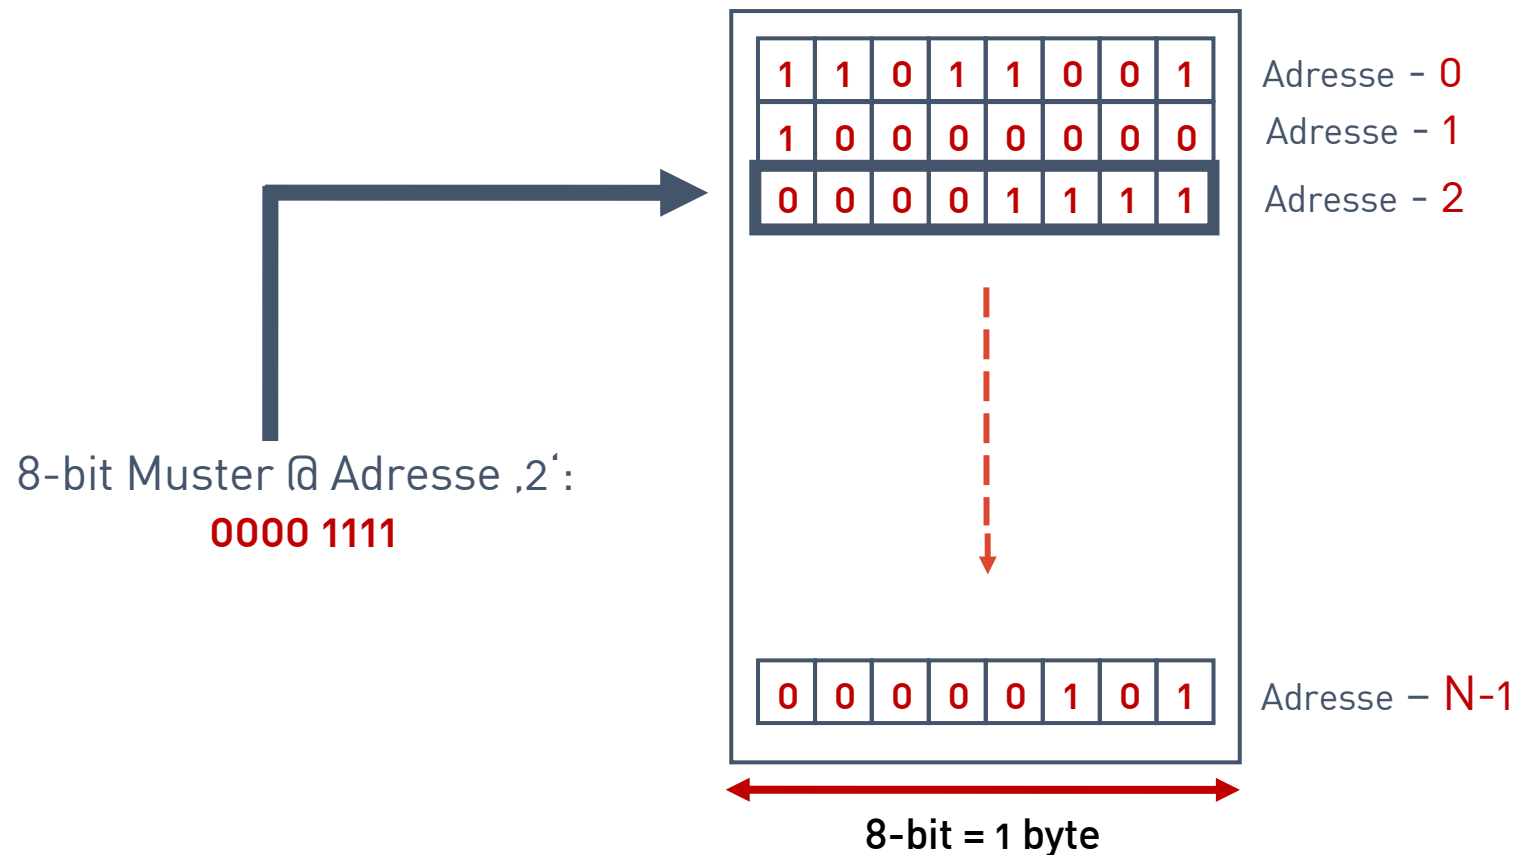 1 1 0 1 1 0 0 1 Adresse - 0
1 0 0 0 0 0 0 0 Adresse - 1
0 0 0 0 1 1 1 1 Adresse - 2
8-bit Muster @ Adresse ‚2‘:
0000 1111
0 0 0 0 0 1 0 1 Adresse – N-1
8-bit = 1 byte